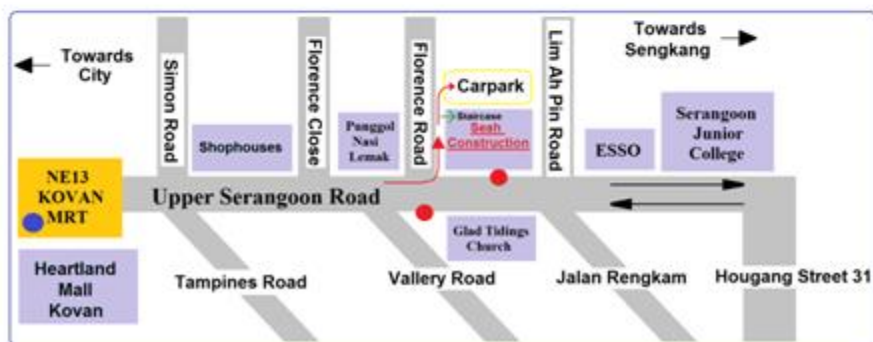 Towards
City
Simon Road
Shophouses
Florence Close
Punggol
Nasi
Lemak
Florence Road
Carpark
Staircase
Seah
Construction
Lim Ah Pin Road
Towards
Sengkang
ESSO
Serangoon
Junior
College
NE13
KOVAN
MRT
Upper Serangoon Road
Heartland
Mall
Kovan
Tampines Road
Vallery Road
Glad Tidings
Church
Jalan Rengkam
Hougang Street 31